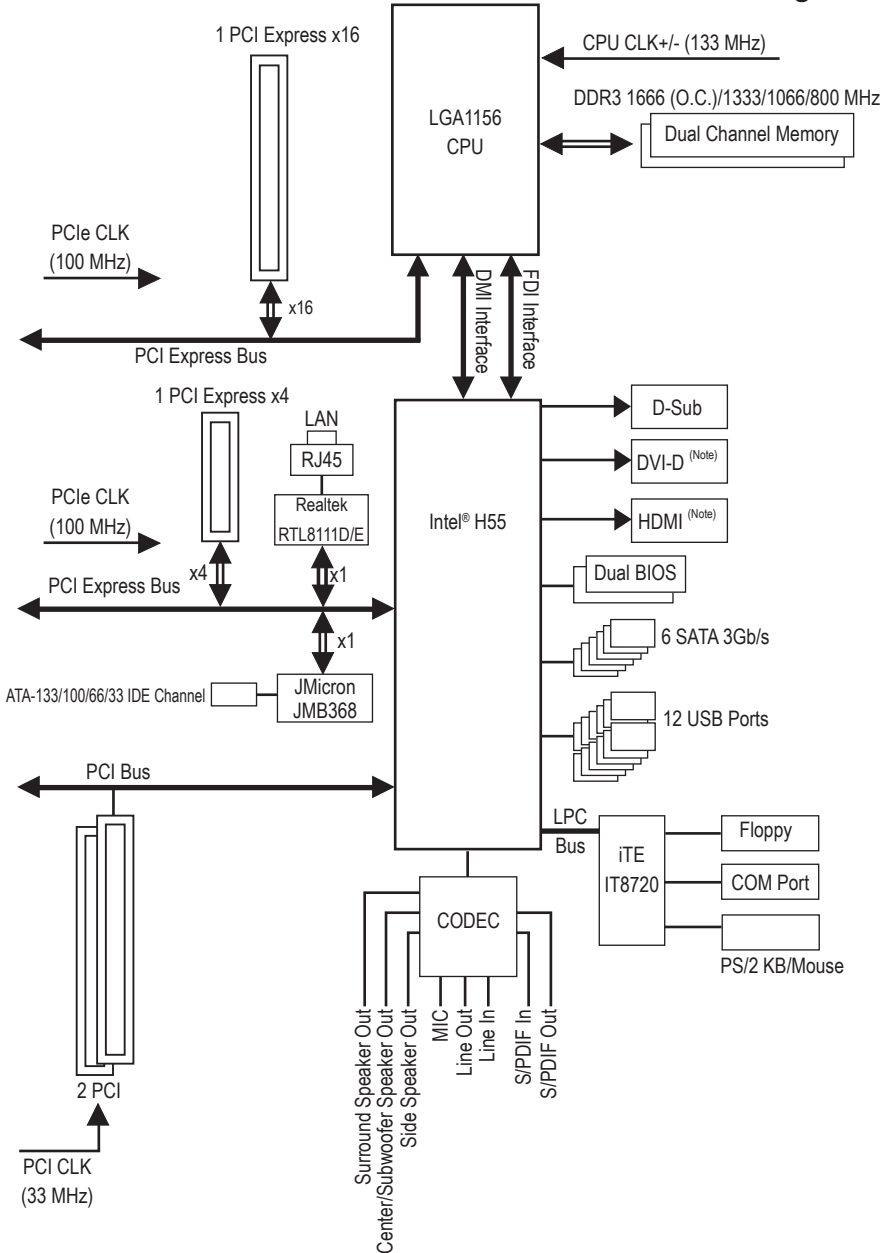 1 PCI Express x16
CPU CLK+/- (133 MHz)
DDR3 1666 (O.C.)/1333/1066/800 MHz
LGA1156
CPU
Dual Channel Memory
PCIe CLK
(100 MHz)
x16
DMI Interface
FDI Interface
PCI Express Bus
1 PCI Express x4
LAN
RJ45
D-Sub
PCIe CLK
(100 MHz)
Realtek
RTL8111D/E
Intel® H55
DVI-D (Note)
HDMI (Note)
x4
x1
PCI Express Bus
Dual BIOS
x1
6 SATA 3Gb/s
ATA-133/100/66/33 IDE Channel
JMicron
JMB368
12 USB Ports
PCI Bus
LPC
Bus
iTE
IT8720
Floppy
COM Port
PS/2 KB/Mouse
CODEC
Surround Speaker Out
Center/Subwoofer Speaker Out
Side Speaker Out
MIC
Line Out
Line In
S/PDIF In
S/PDIF Out
2 PCI
PCI CLK
(33 MHz)